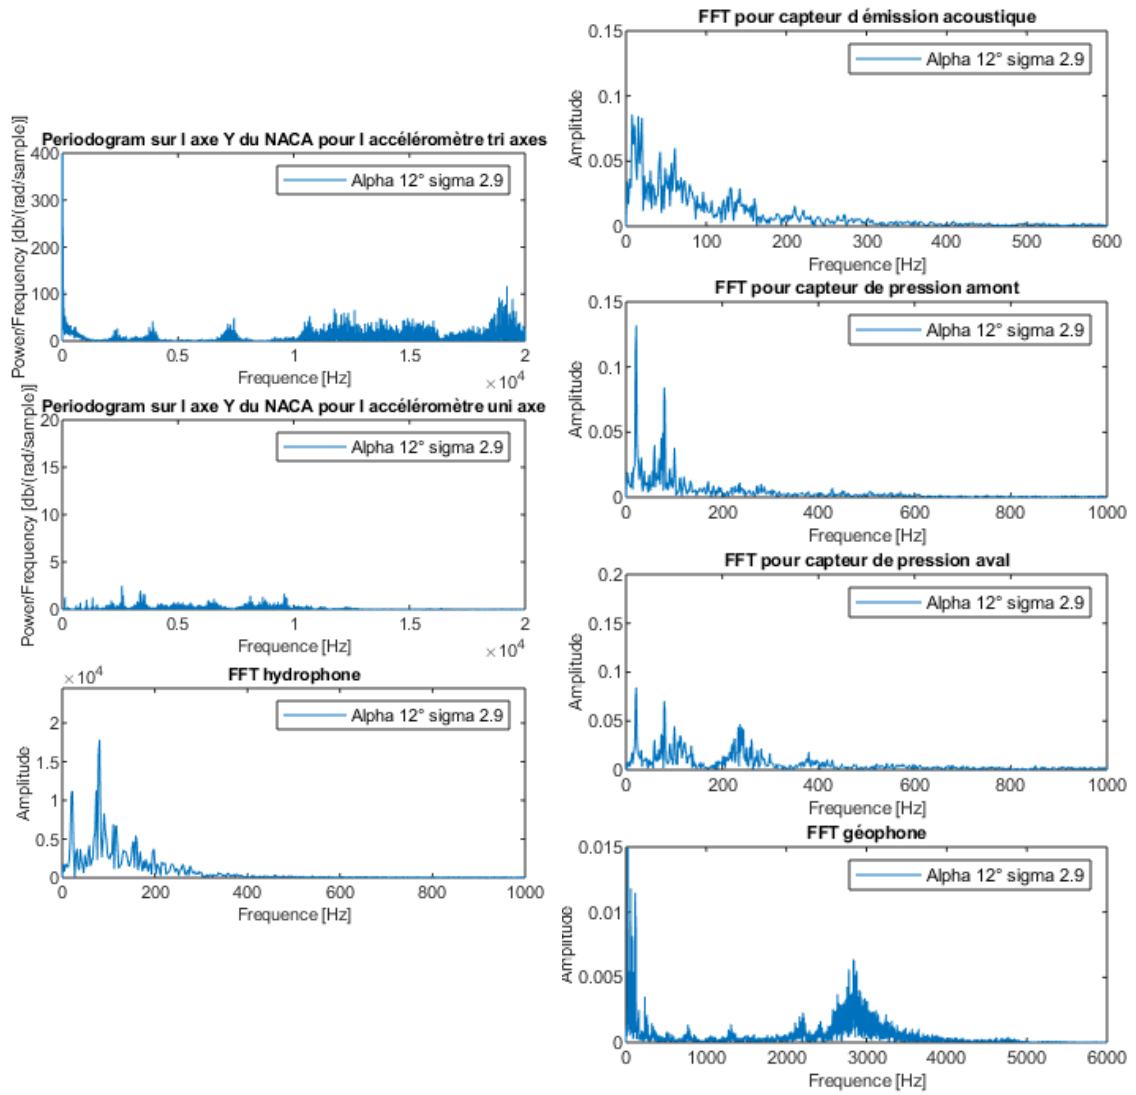 Periodogram sur l axe Y du NACA pour l accéléromètre tri axes
Power/Frequency [db/(rad/sample)]
400
300
200
100
0
Alpha 12° sigma 2.9
0 0.5 1 1.5 2
×10⁴
Frequence [Hz]
Periodogram sur l axe Y du NACA pour l accéléromètre uni axe
Power/Frequency [db/(rad/sample)]
20
15
10
5
0
Alpha 12° sigma 2.9
0 0.5 1 1.5 2
×10⁴
Frequence [Hz]
FFT hydrophone
×10⁴
Amplitude
2
1.5
1
0.5
0
Alpha 12° sigma 2.9
0 200 400 600 800 1000
Frequence [Hz]
FFT pour capteur d émission acoustique
Amplitude
0.15
0.1
0.05
0
Alpha 12° sigma 2.9
0 100 200 300 400 500 600
Frequence [Hz]
FFT pour capteur de pression amont
Amplitude
0.15
0.1
0.05
0
Alpha 12° sigma 2.9
0 200 400 600 800 1000
Frequence [Hz]
FFT pour capteur de pression aval
Amplitude
0.2
0.15
0.1
0.05
0
Alpha 12° sigma 2.9
0 200 400 600 800 1000
Frequence [Hz]
FFT géophone
Amplitude
0.015
0.01
0.005
0
Alpha 12° sigma 2.9
0 1000 2000 3000 4000 5000 6000
Frequence [Hz]